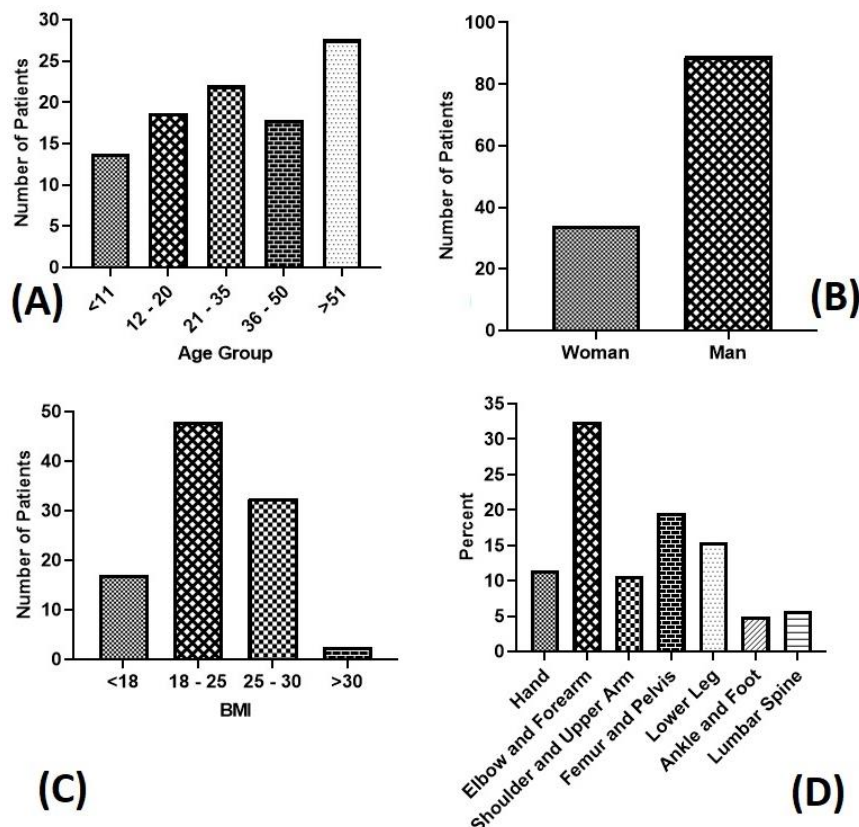 Number of Patients
30
25
20
15
10
5
0
<11
12 - 20
21 - 35
36 - 50
>51
Age Group
(A)
Number of Patients
100
80
60
40
20
0
Woman
Man
(B)
Number of Patients
50
40
30
20
10
0
<18
18 - 25
25 - 30
>30
BMI
(C)
Percent
35
30
25
20
15
10
5
0
Hand
Elbow and Forearm
Shoulder and Upper Arm
Femur and Pelvis
Lower Leg
Ankle and Foot
Lumbar Spine
(D)